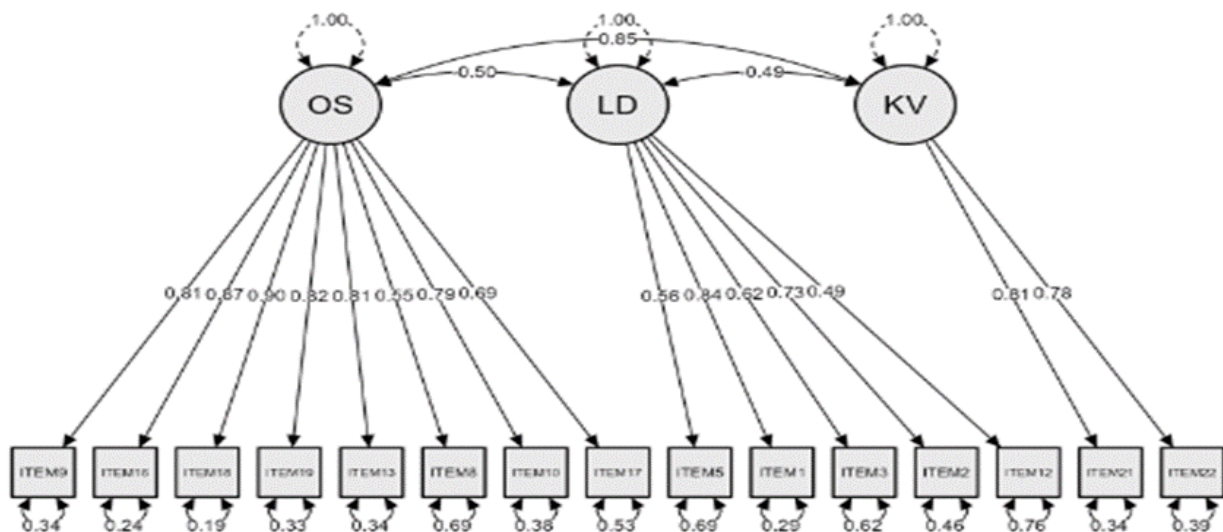 1.00 1.00 1.00
0.85
0.50 0.49
OS LD KV
0.81 0.87 0.90 0.82 0.81 0.55 0.79 0.69 0.56 0.84 0.62 0.73 0.49 0.81 0.78
ITEM9 ITEM16 ITEM18 ITEM19 ITEM13 ITEM8 ITEM10 ITEM17 ITEM5 ITEM1 ITEM3 ITEM2 ITEM12 ITEM21 ITEM22
0.34 0.24 0.19 0.33 0.34 0.69 0.38 0.53 0.69 0.29 0.62 0.46 0.76 0.34 0.39